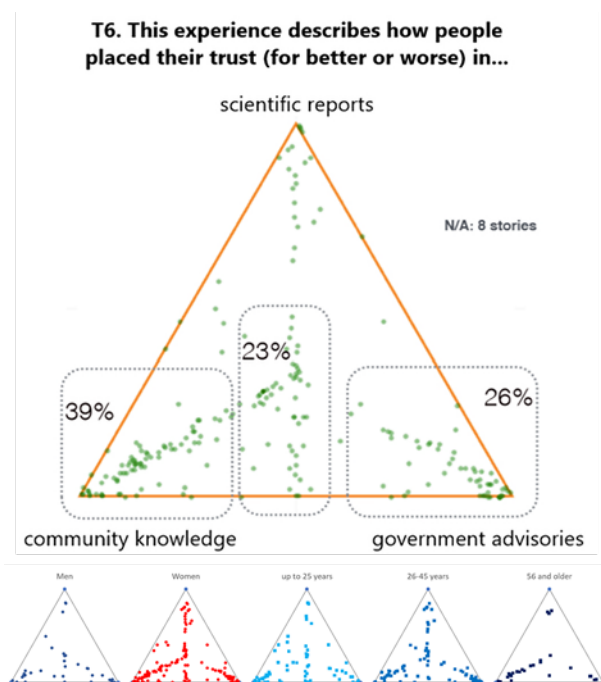 T6. This experience describes how people
placed their trust (for better or worse) in...
scientific reports
N/A: 8 stories
23%
39%
26%
community knowledge
government advisories
Men
Women
up to 25 years
26-45 years
56 and older